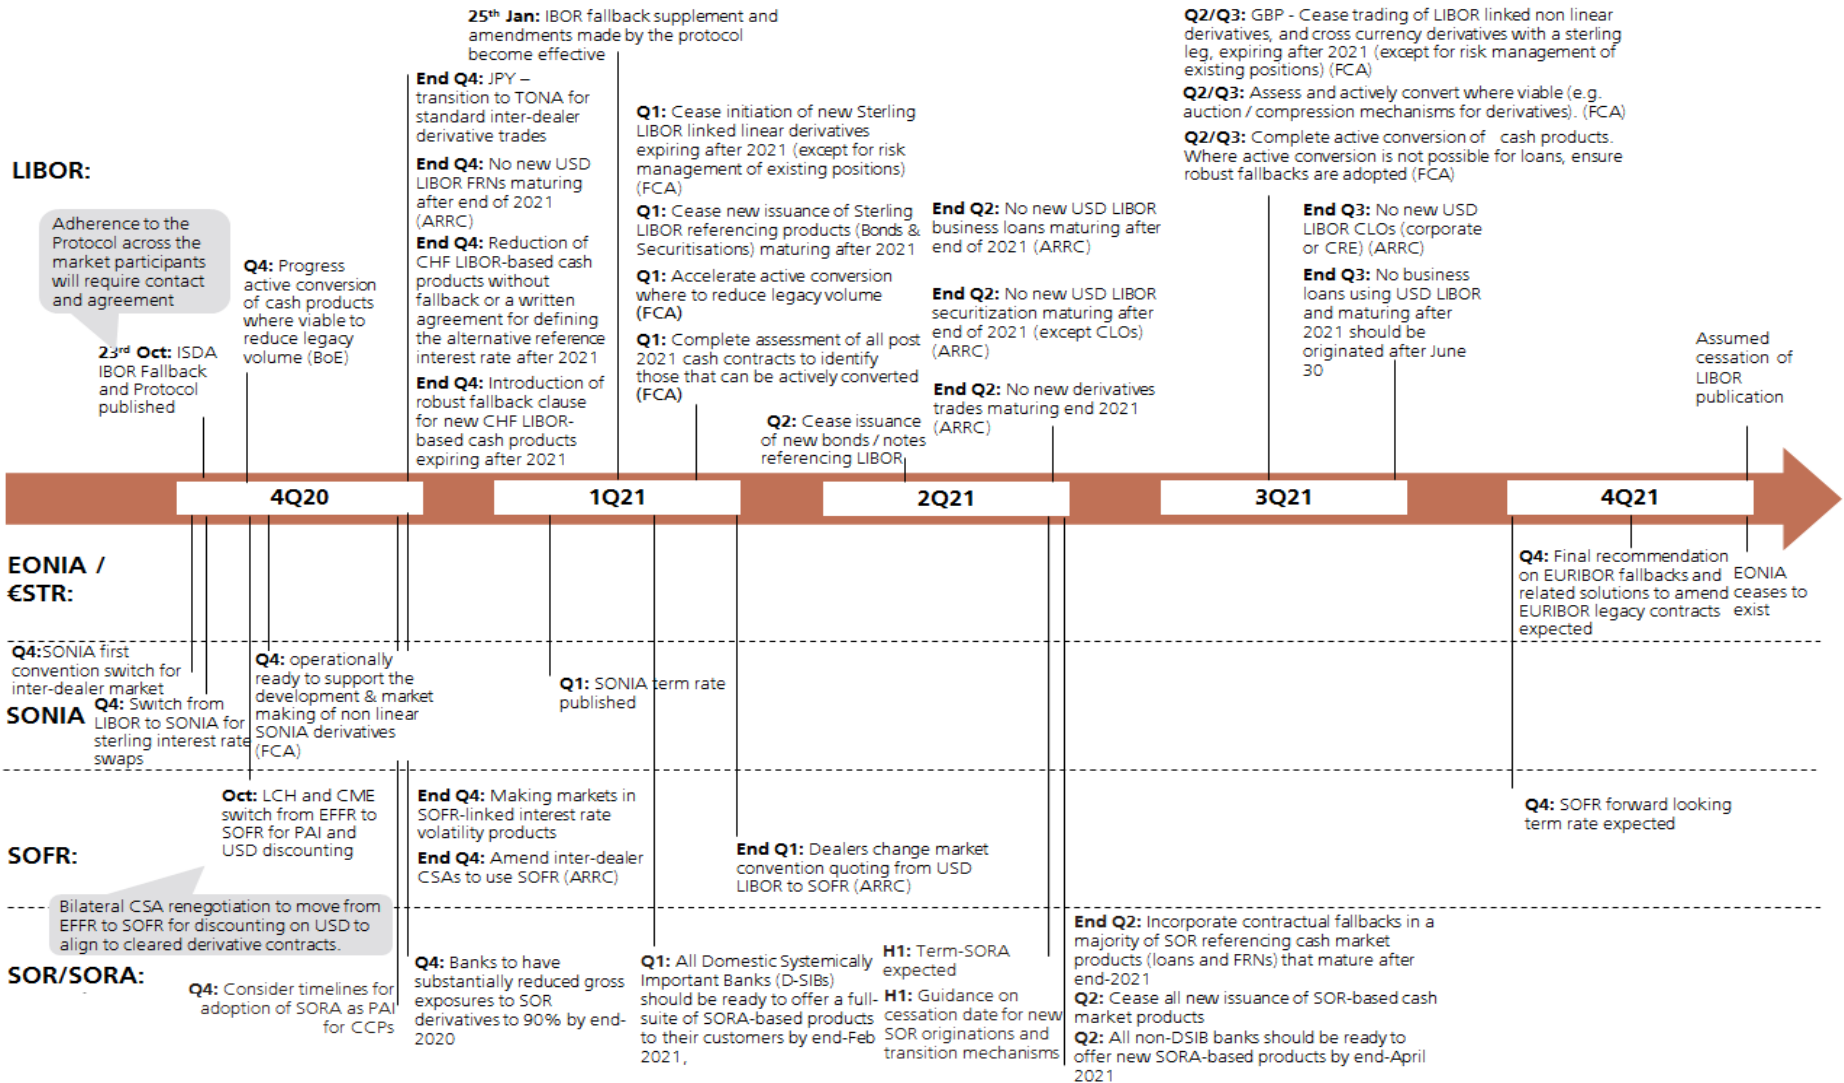 25th Jan: IBOR fallback supplement and
amendments made by the protocol
become effective
Q2/Q3: GBP - Cease trading of LIBOR linked non linear
derivatives, and cross currency derivatives with a sterling
leg, expiring after 2021 (except for risk management of
existing positions) (FCA)
Q2/Q3: Assess and actively convert where viable (e.g.
auction / compression mechanisms for derivatives). (FCA)
Q2/Q3: Complete active conversion of cash products.
Where active conversion is not possible for loans, ensure
robust fallbacks are adopted (FCA)
LIBOR:
Adherence to the
Protocol across the
market participants
will require contact
and agreement
23rd Oct: ISDA
IBOR Fallback
and Protocol
published
Q4: Progress
active conversion
of cash products
where viable to
reduce legacy
volume (BoE)
End Q4: JPY –
transition to TONA for
standard inter-dealer
derivative trades
End Q4: No new USD
LIBOR FRNs maturing
after end of 2021
(ARRC)
End Q4: Reduction of
CHF LIBOR-based cash
products without
fallback or a written
agreement for defining
the alternative reference
interest rate after 2021
End Q4: Introduction of
robust fallback clause
for new CHF LIBOR-
based cash products
expiring after 2021
Q1: Cease initiation of new Sterling
LIBOR linked linear derivatives
expiring after 2021 (except for risk
management of existing positions)
(FCA)
Q1: Cease new issuance of Sterling
LIBOR referencing products (Bonds &
Securitisations) maturing after 2021
Q1: Accelerate active conversion
where to reduce legacy volume
(FCA)
Q1: Complete assessment of all post
2021 cash contracts to identify
those that can be actively converted
(FCA)
Q2: Cease issuance
of new bonds / notes
referencing LIBOR
End Q2: No new USD LIBOR
business loans maturing after
end of 2021 (ARRC)
End Q2: No new USD LIBOR
securitization maturing after
end of 2021 (except CLOs)
(ARRC)
End Q2: No new derivatives
trades maturing end 2021
(ARRC)
End Q3: No new USD
LIBOR CLOs (corporate
or CRE) (ARRC)
End Q3: No business
loans using USD LIBOR
and maturing after
2021 should be
originated after June
30
Assumed
cessation of
LIBOR
publication
4Q20
1Q21
2Q21
3Q21
4Q21
EONIA /
€STR:
Q4: Final recommendation
on EURIBOR fallbacks and
related solutions to amend
EURIBOR legacy contracts
expected
EONIA
ceases to
exist
Q4:SONIA first
convention switch for
inter-dealer market
SONIA
Q4: Switch from
LIBOR to SONIA for
sterling interest rate
swaps
Q4: operationally
ready to support the
development & market
making of non linear
SONIA derivatives
(FCA)
Q1: SONIA term rate
published
SOFR:
Oct: LCH and CME
switch from EFFR to
SOFR for PAI and
USD discounting
End Q4: Making markets in
SOFR-linked interest rate
volatility products
End Q4: Amend inter-dealer
CSAs to use SOFR (ARRC)
End Q1: Dealers change market
convention quoting from USD
LIBOR to SOFR (ARRC)
Q4: SOFR forward looking
term rate expected
Bilateral CSA renegotiation to move from
EFFR to SOFR for discounting on USD to
align to cleared derivative contracts.
SOR/SORA:
Q4: Consider timelines for
adoption of SORA as PAI
for CCPs
Q4: Banks to have
substantially reduced gross
exposures to SOR
derivatives to 90% by end-
2020
Q1: All Domestic Systemically
Important Banks (D-SIBs)
should be ready to offer a full-
suite of SORA-based products
to their customers by end-Feb
2021,
H1: Term-SORA
expected
H1: Guidance on
cessation date for new
SOR originations and
transition mechanisms
End Q2: Incorporate contractual fallbacks in a
majority of SOR referencing cash market
products (loans and FRNs) that mature after
end-2021
Q2: Cease all new issuance of SOR-based cash
market products
Q2: All non-DSIB banks should be ready to
offer new SORA-based products by end-April
2021